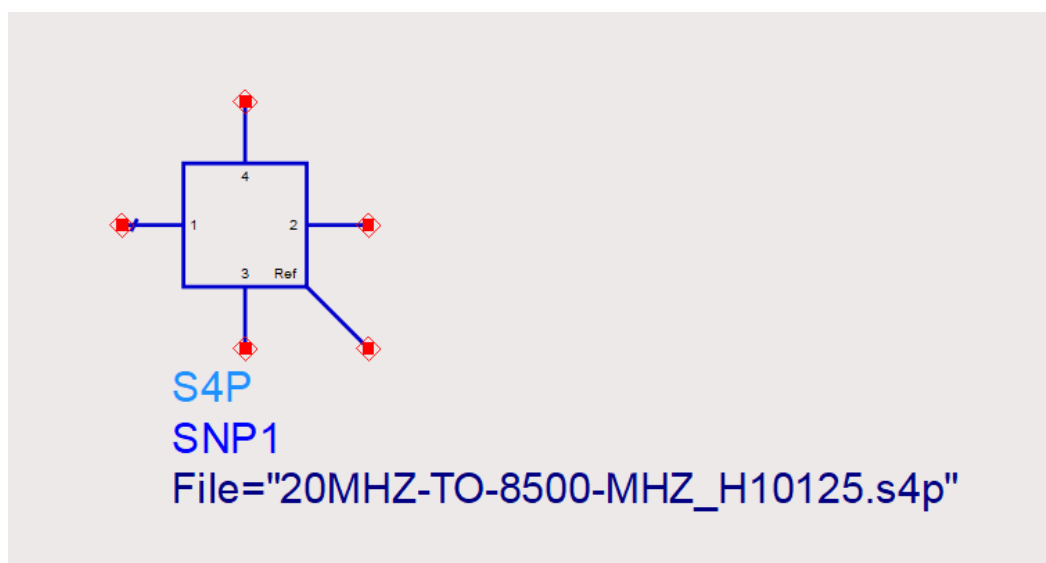 4
1 2
3 Ref
S4P
SNP1
File="20MHZ-TO-8500-MHZ_H10125.s4p"